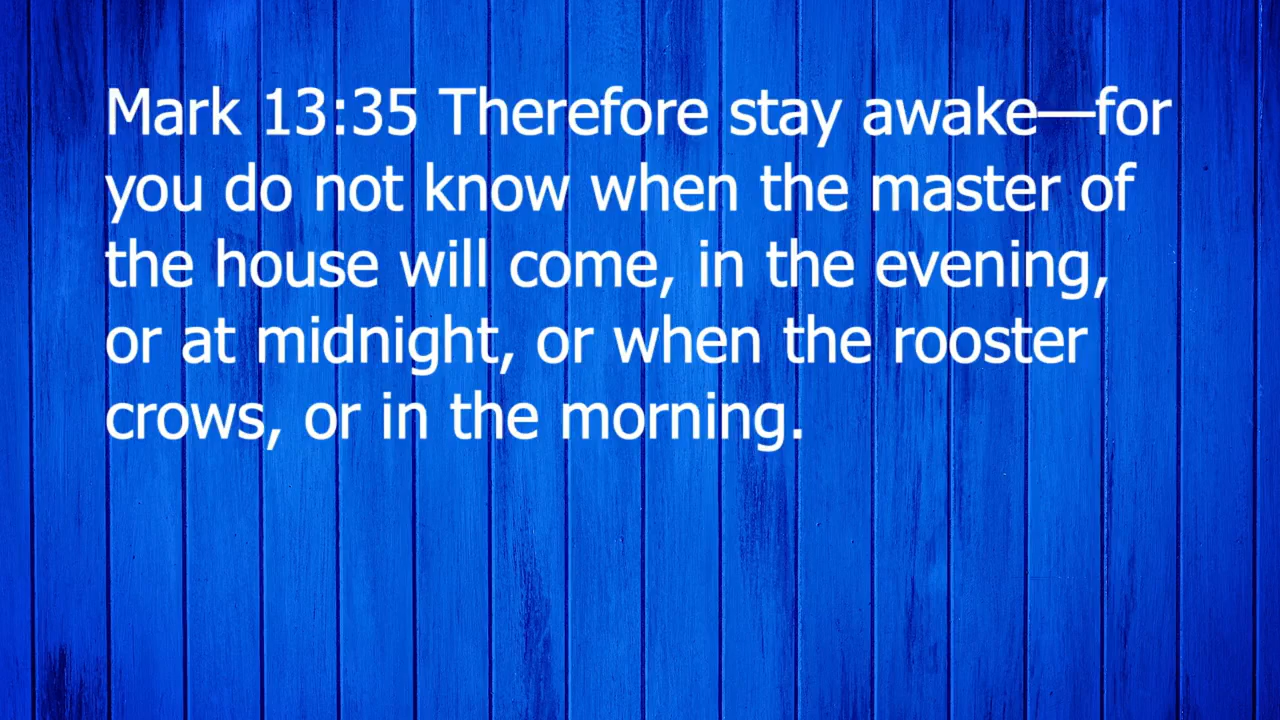 Mark 13:35 Therefore stay awake—for
you do not know when the master of
the house will come, in the evening,
or at midnight, or when the rooster
crows, or in the morning.